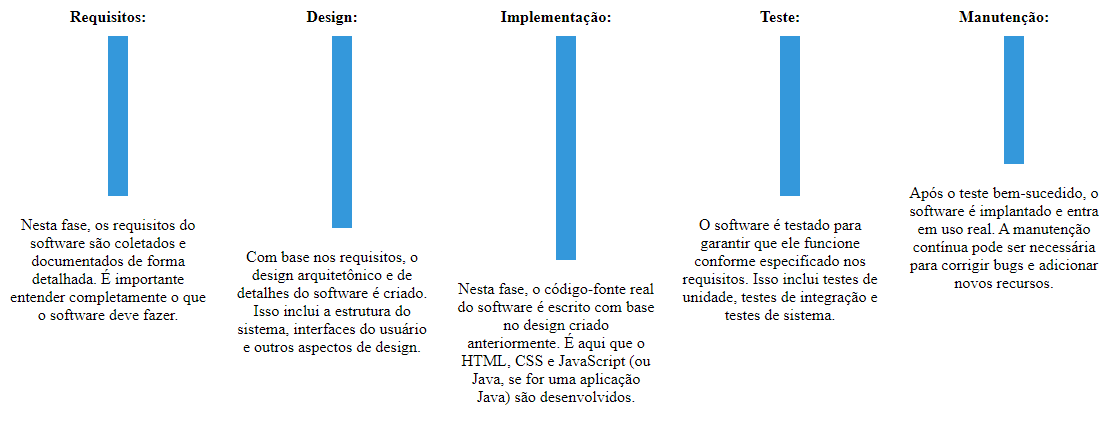 Requisitos:
Nesta fase, os requisitos do
software são coletados e
documentados de forma
detalhada. É importante
entender completamente o que
o software deve fazer.
Design:
Com base nos requisitos, o
design arquitetônico e de
detalhes do software é criado.
Isso inclui a estrutura do
sistema, interfaces do usuário
e outros aspectos de design.
Implementação:
Nesta fase, o código-fonte real
do software é escrito com base
no design criado
anteriormente. É aqui que o
HTML, CSS e JavaScript (ou
Java, se for uma aplicação
Java) são desenvolvidos.
Teste:
O software é testado para
garantir que ele funcione
conforme especificado nos
requisitos. Isso inclui testes de
unidade, testes de integração e
testes de sistema.
Manutenção:
Após o teste bem-sucedido, o
software é implantado e entra
em uso real. A manutenção
contínua pode ser necessária
para corrigir bugs e adicionar
novos recursos.